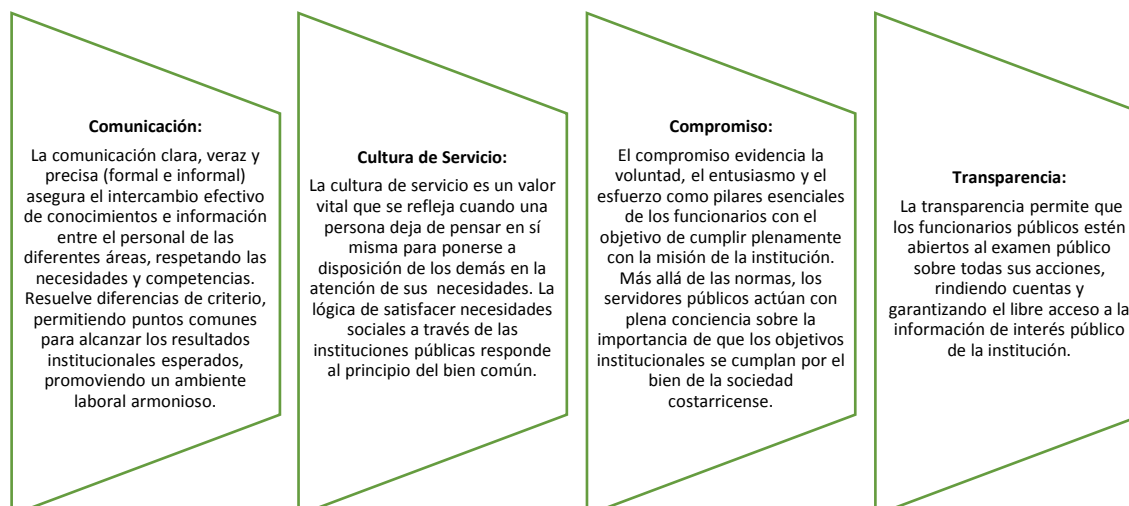 Comunicación:
La comunicación clara, veraz y
precisa (formal e informal)
asegura el intercambio efectivo
de conocimientos e información
entre el personal de las
diferentes áreas, respetando las
necesidades y competencias.
Resuelve diferencias de criterio,
permitiendo puntos comunes
para alcanzar los resultados
institucionales esperados,
promoviendo un ambiente
laboral armonioso.
Cultura de Servicio:
La cultura de servicio es un valor
vital que se refleja cuando una
persona deja de pensar en sí
misma para ponerse a
disposición de los demás en la
atención de sus necesidades. La
lógica de satisfacer necesidades
sociales a través de las
instituciones públicas responde
al principio del bien común.
Compromiso:
El compromiso evidencia la
voluntad, el entusiasmo y el
esfuerzo como pilares esenciales
de los funcionarios con el
objetivo de cumplir plenamente
con la misión de la institución.
Más allá de las normas, los
servidores públicos actúan con
plena conciencia sobre la
importancia de que los objetivos
institucionales se cumplan por el
bien de la sociedad
costarricense.
Transparencia:
La transparencia permite que
los funcionarios públicos estén
abiertos al examen público
sobre todas sus acciones,
rindiendo cuentas y
garantizando el libre acceso a la
información de interés público
de la institución.